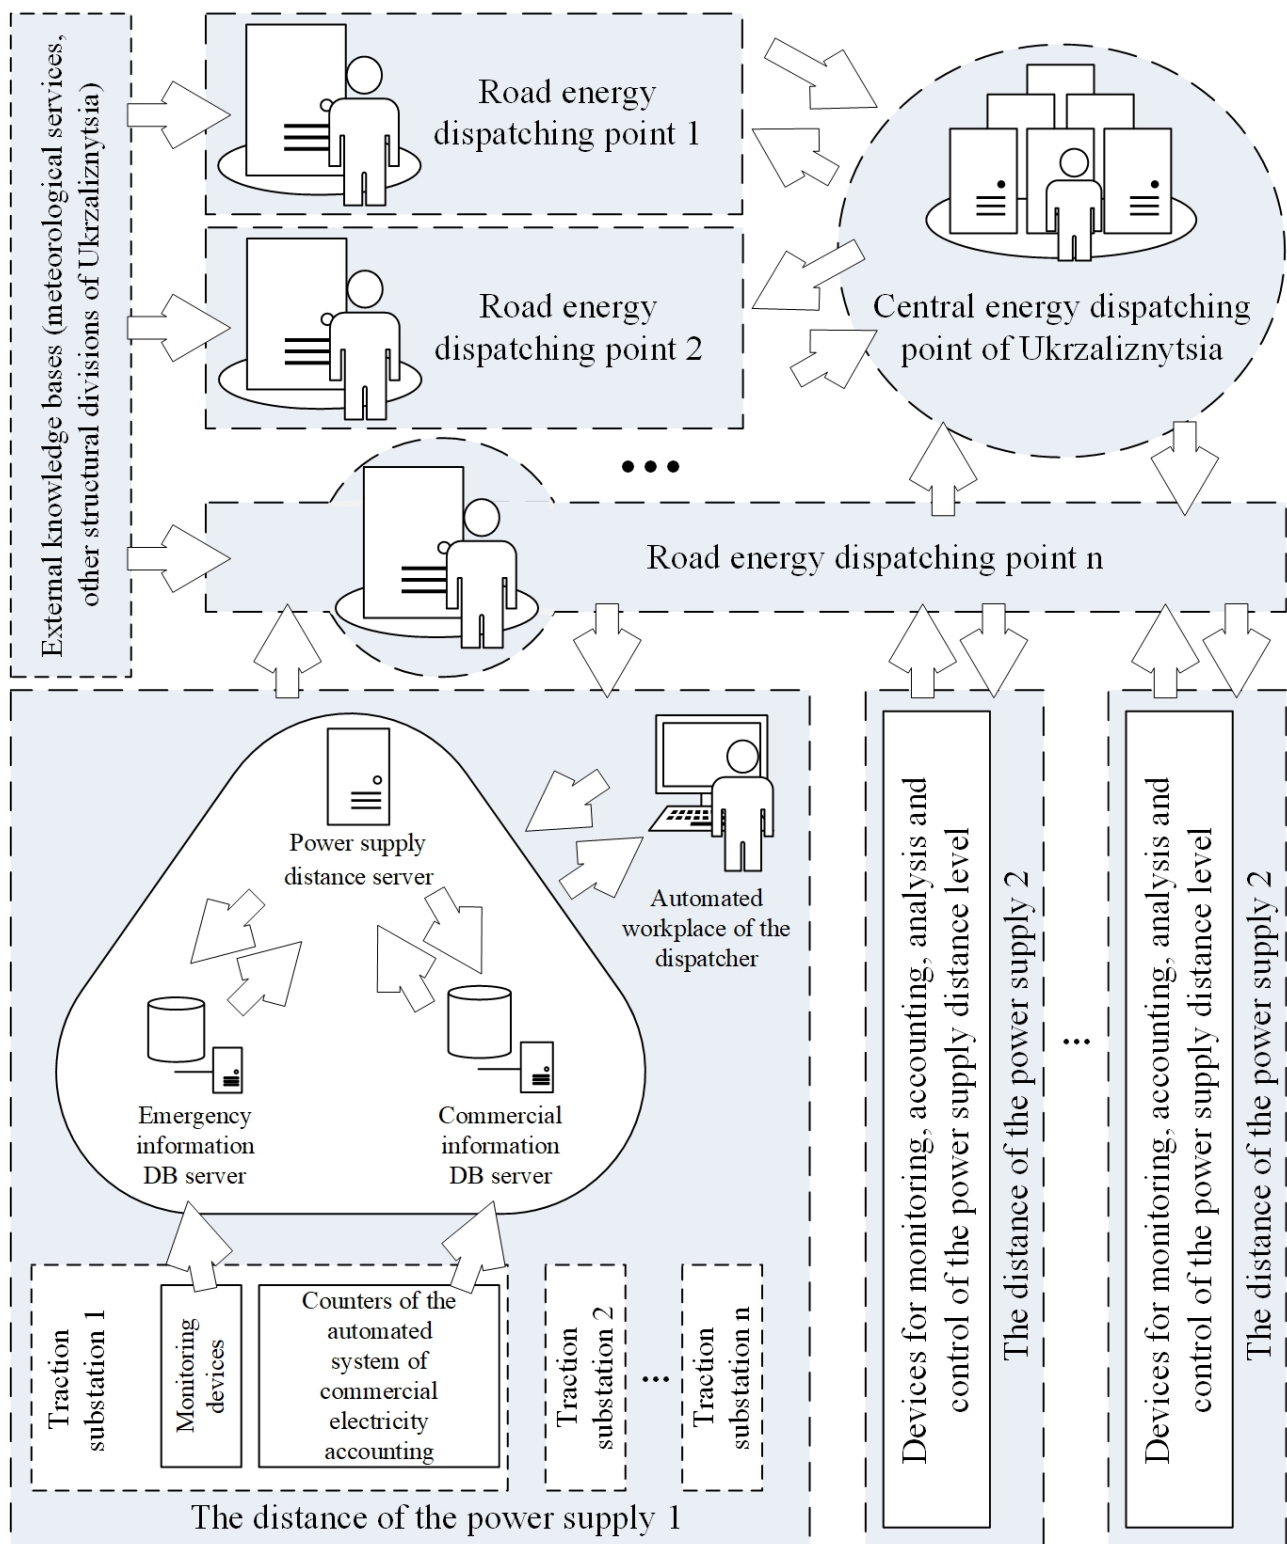 External knowledge bases (meteorological services,
other structural divisions of Ukrzaliznytsia)
Road energy
dispatching point 1
Road energy
dispatching point 2
Central energy dispatching
point of Ukrzaliznytsia
•••
Road energy dispatching point n
Power supply
distance server
Automated
workplace of the
dispatcher
Emergency
information
DB server
Commercial
information
DB server
Traction
substation 1
Monitoring
devices
Counters of the
automated
system of
commercial
electricity
accounting
Traction
substation 2
...
Traction
substation n
The distance of the power supply 1
Devices for monitoring, accounting, analysis and
control of the power supply distance level
The distance of the power supply 2
...
Devices for monitoring, accounting, analysis and
control of the power supply distance level
The distance of the power supply 2